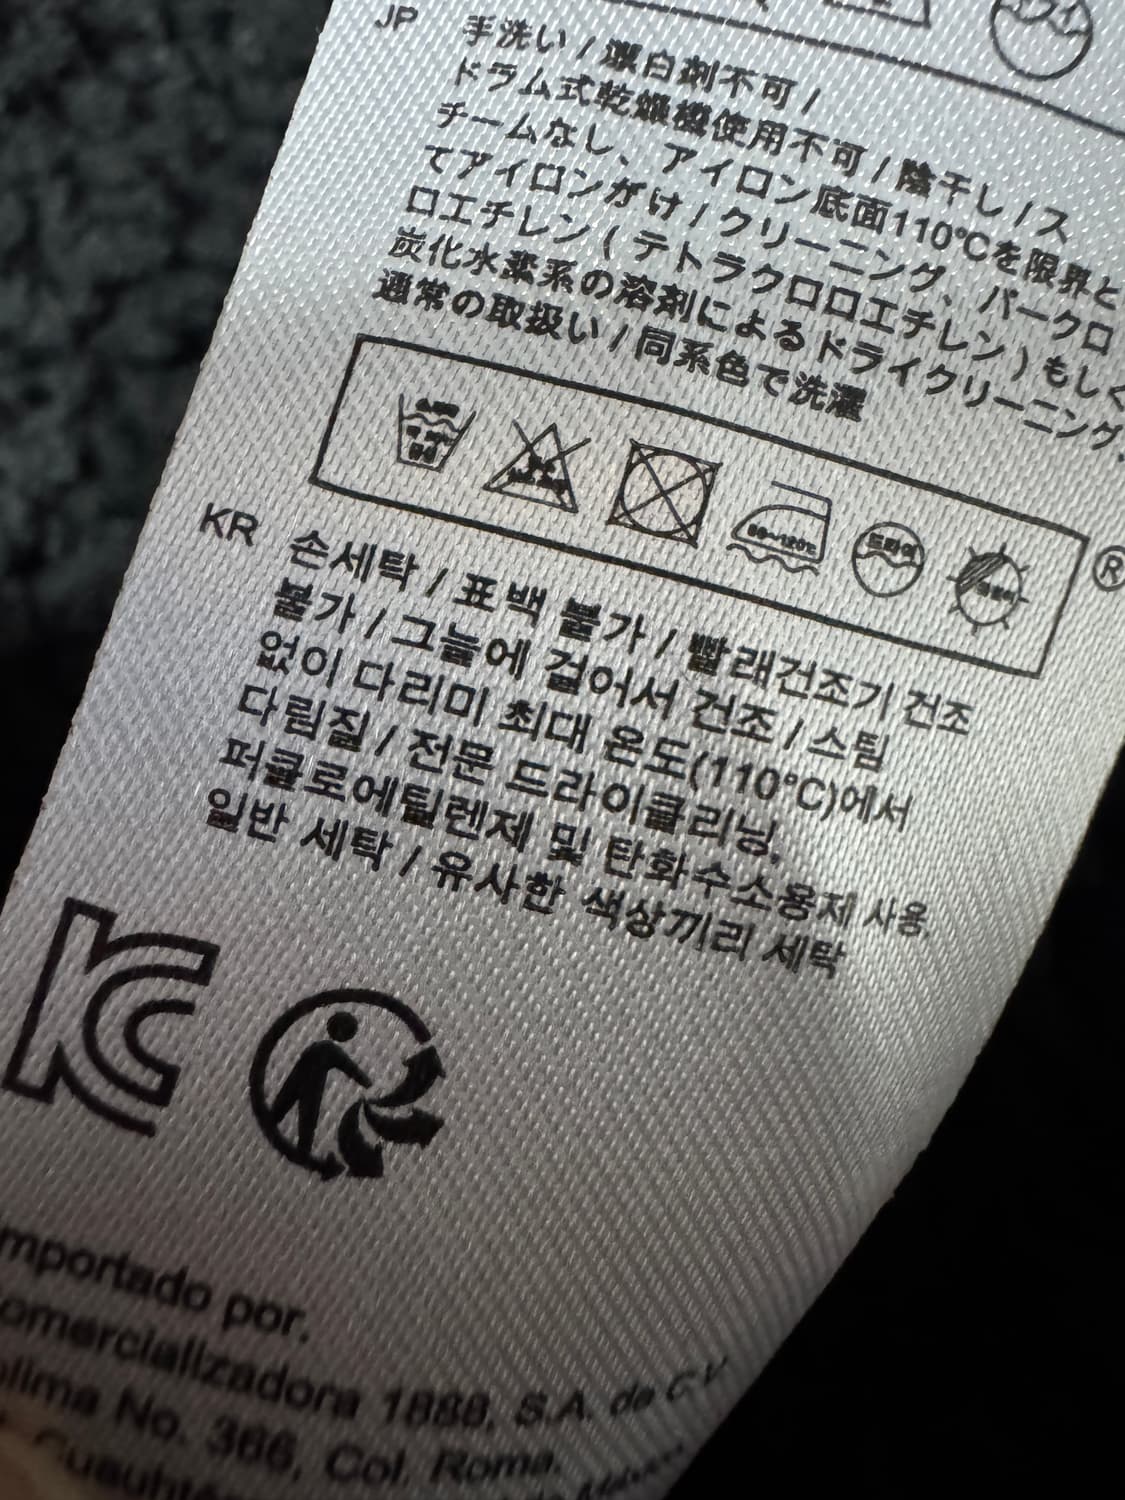 JP 手洗い / 漂白剤不可 /
ドラム式乾燥機使用不可 / 陰干し / ス
チームなし、アイロン底面110℃を限界と
てアイロンがけ / クリーニング、パークロ
ロエチレン ( テトラクロロエチレン ) もしく
炭化水素系の溶剤によるドライクリーニング、
通常の取扱い / 同系色で洗濯
80~120℃ 드라이
®
KR 손세탁 / 표백 불가 / 빨래건조기 건조
불가 / 그늘에 걸어서 건조 / 스팀
없이 다리미 최대 온도(110°C)에서
다림질 / 전문 드라이클리닝,
퍼클로에틸렌제 및 탄화수소용제 사용,
일반 세탁 / 유사한 색상끼리 세탁
KC
mportado por:
omercializadora 1888, S.A. de C.V
lima No. 366, Col. Roma.